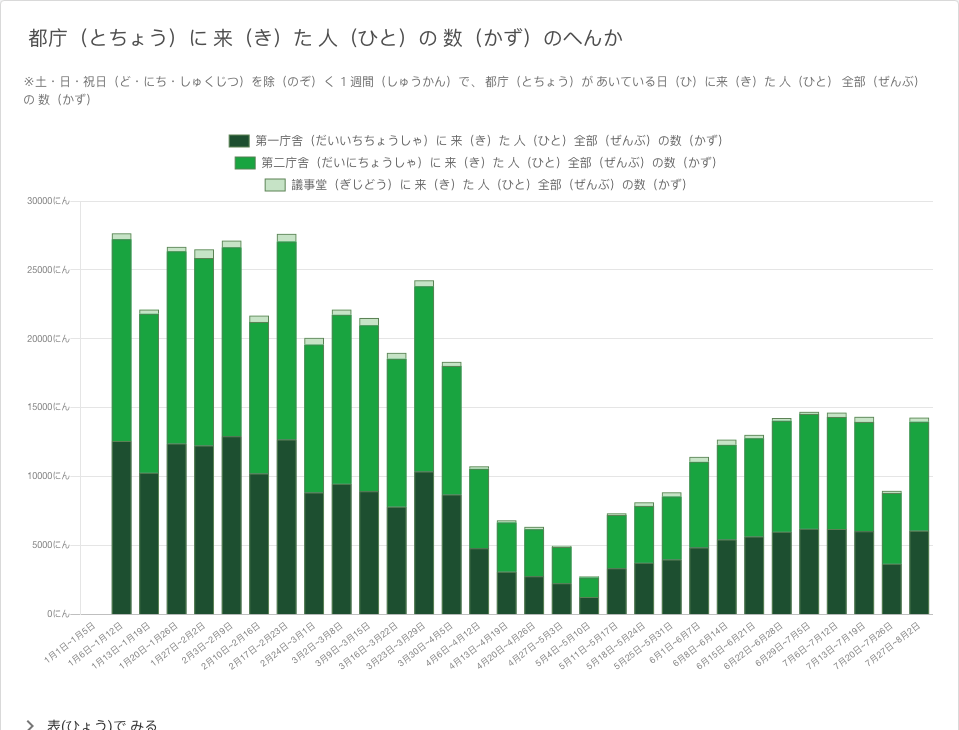 都庁（とちょう）に 来（き）た 人（ひと）の 数（かず）のへんか
※土・日・祝日（ど・にち・しゅくじつ）を除（のぞ）く 1 週間（しゅうかん）で、 都庁（とちょう）が あいている日（ひ）に来（き）た 人（ひと） 全部（ぜんぶ）
の 数（かず）
第一庁舎（だいいちちょうしゃ）に 来（き）た 人（ひと）全部（ぜんぶ）の数（かず）
第二庁舎（だいにちょうしゃ）に 来（き）た 人（ひと）全部（ぜんぶ）の数（かず）
議事堂（ぎじどう）に 来（き）た 人（ひと）全部（ぜんぶ）の数（かず）
30000にん
25000にん
20000にん
15000にん
10000にん
5000にん
0にん
1月1日~1月5日
1月6日~1月12日
1月13日~1月19日
1月20日~1月26日
1月27日~2月2日
2月3日~2月9日
2月10日~2月16日
2月17日~2月23日
2月24日~3月1日
3月2日~3月8日
3月9日~3月15日
3月16日~3月22日
3月23日~3月29日
3月30日~4月5日
4月6日~4月12日
4月13日~4月19日
4月20日~4月26日
4月27日~5月3日
5月4日~5月10日
5月11日~5月17日
5月18日~5月24日
5月25日~5月31日
6月1日~6月7日
6月8日~6月14日
6月15日~6月21日
6月22日~6月28日
6月29日~7月5日
7月6日~7月12日
7月13日~7月19日
7月20日~7月26日
7月27日~8月2日
表(ひょう)で みる